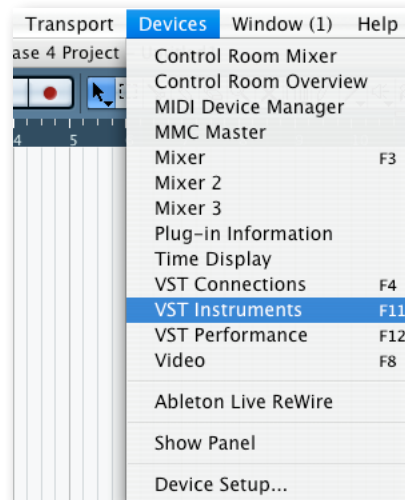 Transport Devices Window (1) Help
ase 4 Project
4 5
Control Room Mixer
Control Room Overview
MIDI Device Manager
MMC Master
Mixer F3
Mixer 2
Mixer 3
Plug-in Information
Time Display
VST Connections F4
VST Instruments F11
VST Performance F12
Video F8
Ableton Live ReWire
Show Panel
Device Setup...